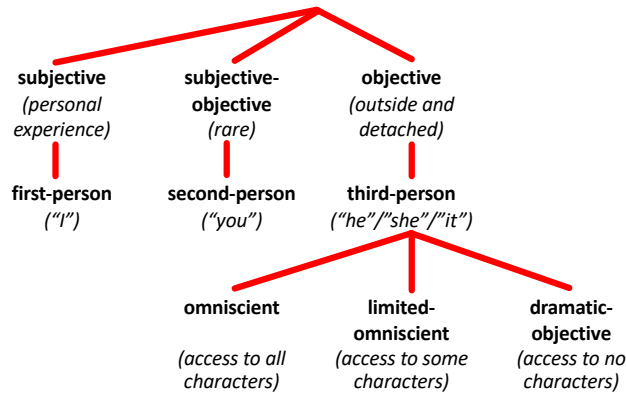 subjective
(personal
experience)
subjective-
objective
(rare)
objective
(outside and
detached)
first-person
(“I”)
second-person
(“you”)
third-person
(“he”/”she”/”it”)
omniscient
(access to all
characters)
limited-
omniscient
(access to some
characters)
dramatic-
objective
(access to no
characters)